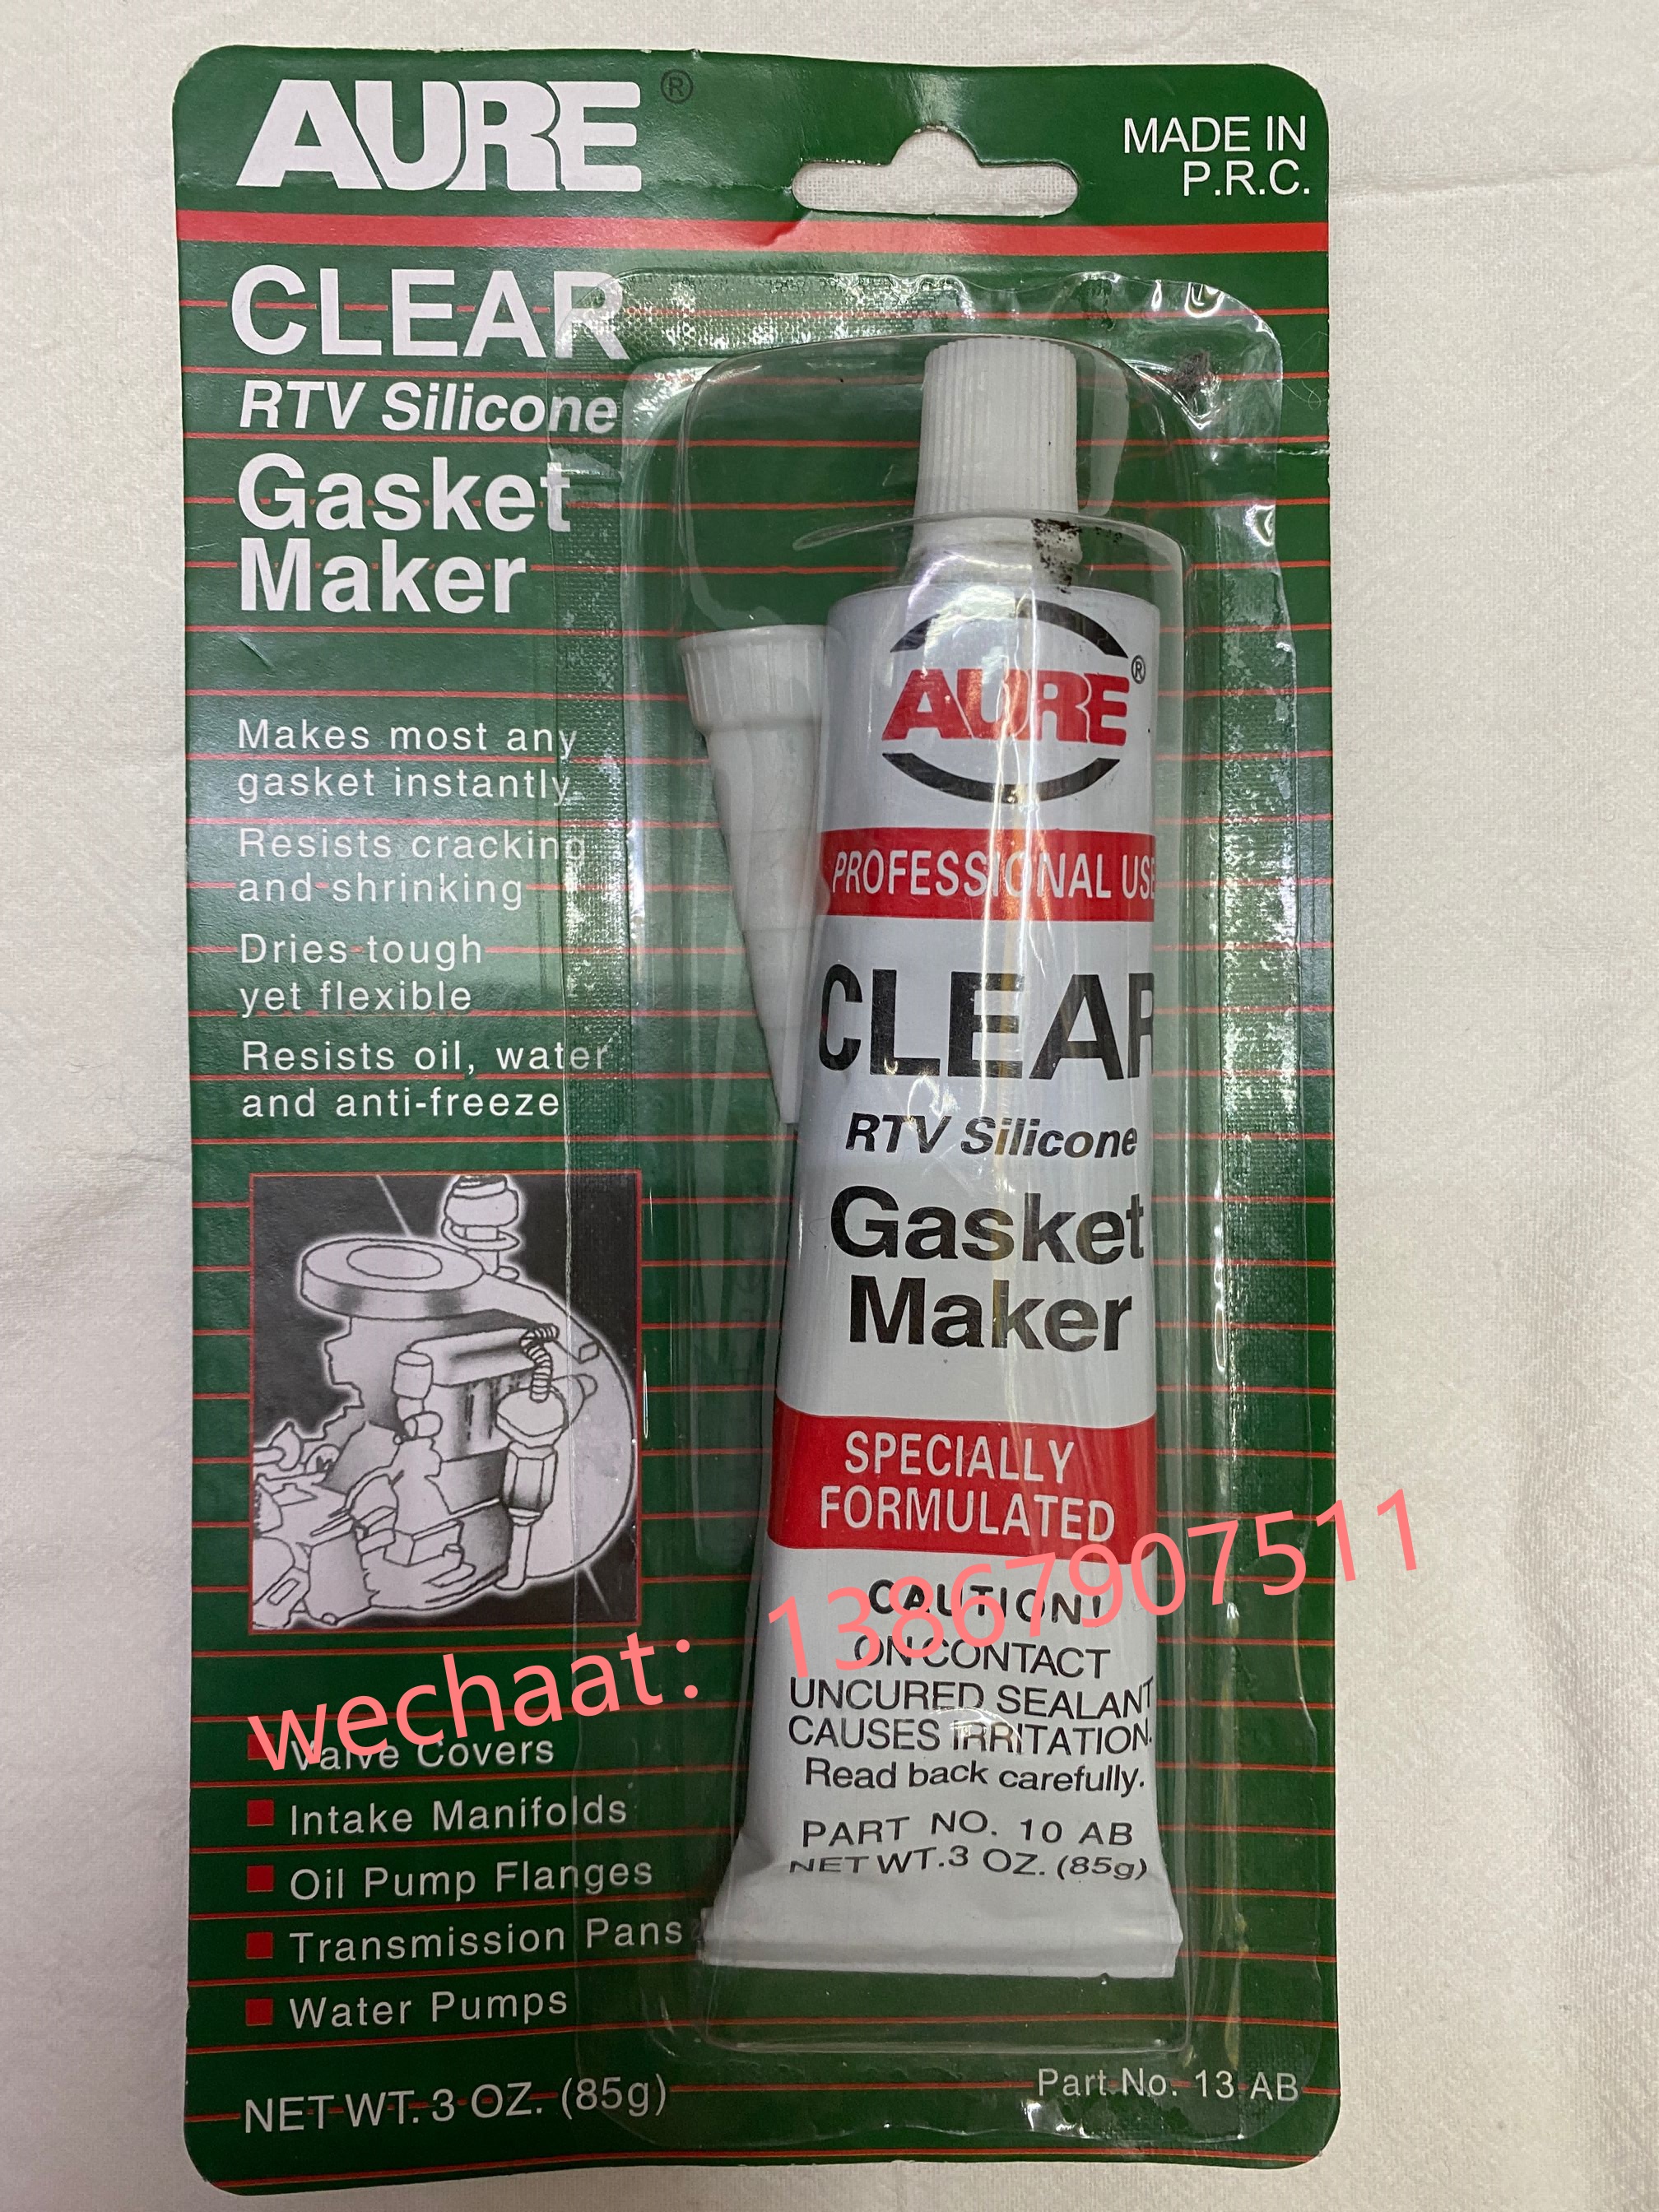 AURE®
MADE IN
P.R.C.
CLEAR
RTV Silicone
Gasket
Maker
Makes most any
gasket instantly
Resists cracking
and shrinking
Dries tough
yet flexible
Resists oil, water
and anti-freeze
Valve Covers
Intake Manifolds
Oil Pump Flanges
Transmission Pans
Water Pumps
NET WT. 3 OZ. (85g)
Part No. 13 AB
AURE®
PROFESSIONAL USE
CLEAR
RTV Silicone
Gasket
Maker
SPECIALLY
FORMULATED
CAUTION!
ON CONTACT
UNCURED SEALANT
CAUSES IRRITATION.
Read back carefully.
PART NO. 10 AB
NET WT.3 OZ. (85g)
wechaat: 13867907511